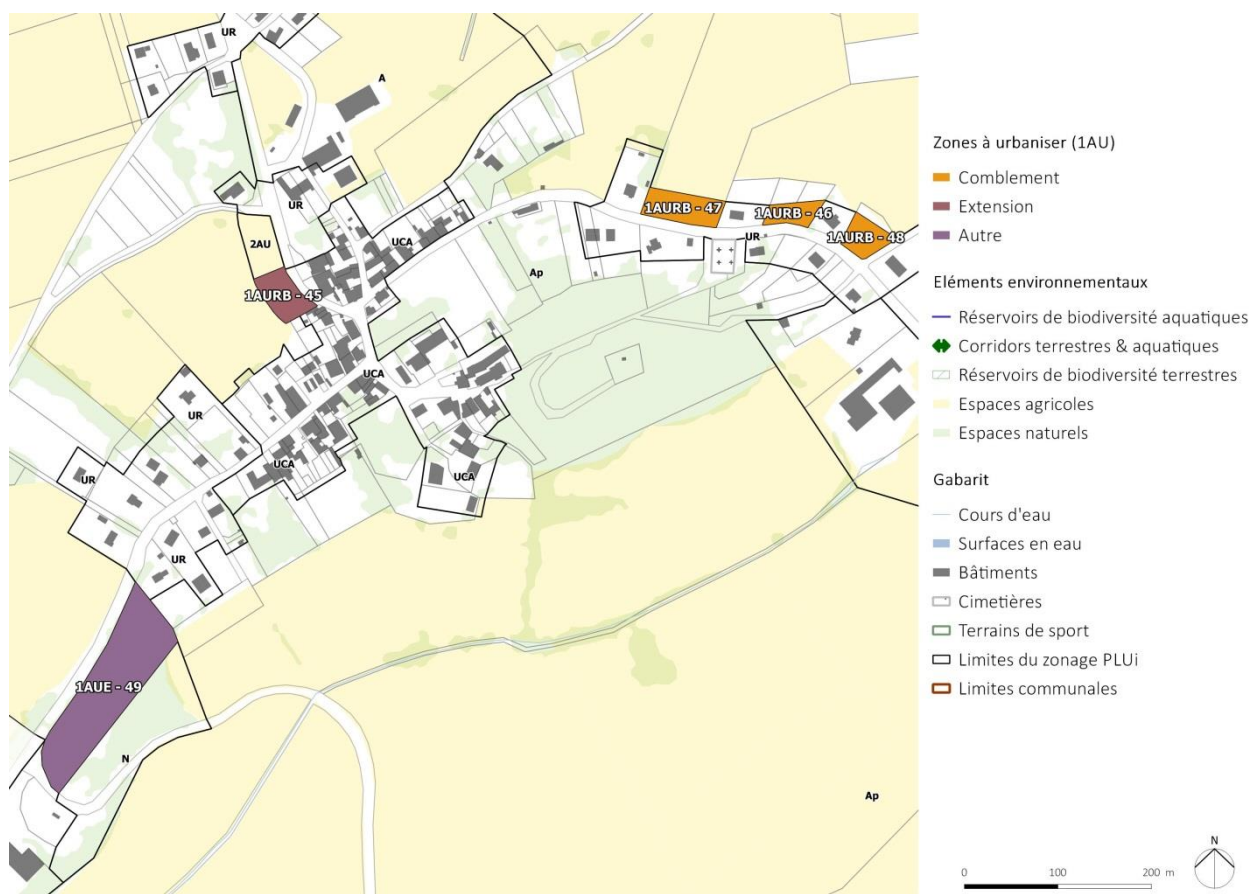 UR
A
UR
2AU
UCA
1AURB - 45
Ap
1AURB - 47
1AURB - 46
1AURB - 48
UR
UCA
UR
UCA
UCA
UR
UR
1AUE - 49
N
Ap
Zones à urbaniser (1AU)
Comblement
Extension
Autre
Eléments environnementaux
Réservoirs de biodiversité aquatiques
Corridors terrestres & aquatiques
Réservoirs de biodiversité terrestres
Espaces agricoles
Espaces naturels
Gabarit
Cours d'eau
Surfaces en eau
Bâtiments
Cimetières
Terrains de sport
Limites du zonage PLUi
Limites communales
0 100 200 m
N